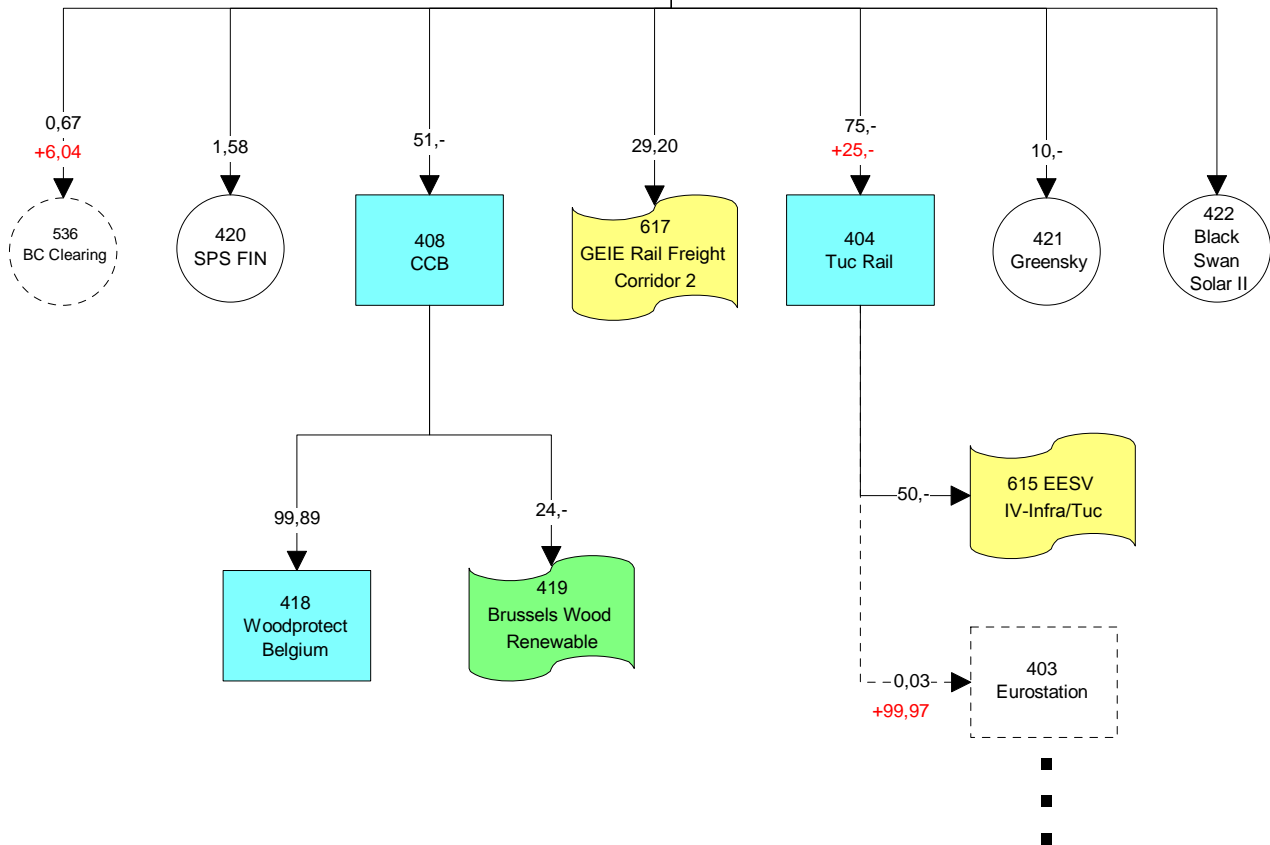 0,67
+6,04
1,58
51,-
29,20
75,-
+25,-
10,-
536
BC Clearing
420
SPS FIN
408
CCB
617
GEIE Rail Freight
Corridor 2
404
Tuc Rail
421
Greensky
422
Black
Swan
Solar II
99,89
24,-
50,-
615 EESV
IV-Infra/Tuc
418
Woodprotect
Belgium
419
Brussels Wood
Renewable
0,03
+99,97
403
Eurostation